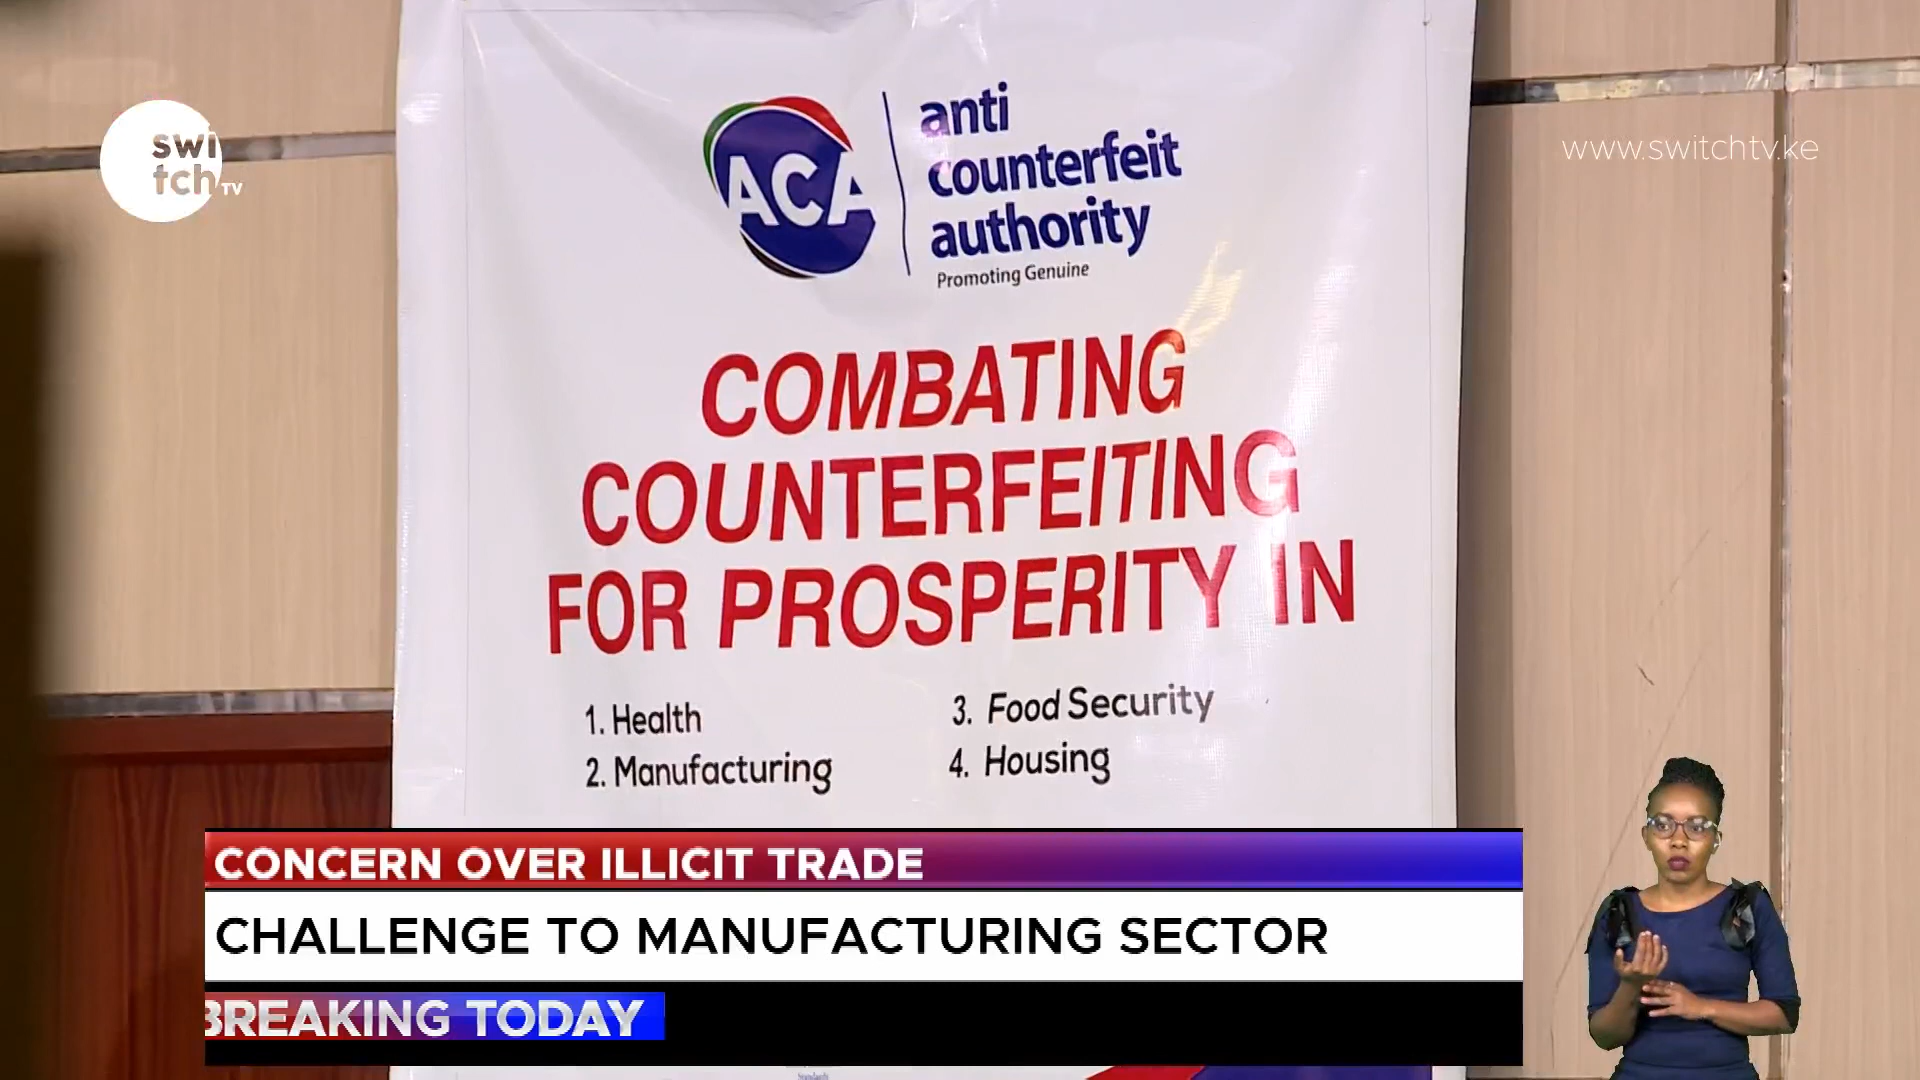 swi
tch TV
www.switchtv.ke
ACA
anti
counterfeit
authority
Promoting Genuine
COMBATING
COUNTERFEITING
FOR PROSPERITY IN
1. Health
2. Manufacturing
3. Food Security
4. Housing
CONCERN OVER ILLICIT TRADE
CHALLENGE TO MANUFACTURING SECTOR
BREAKING TODAY
Standards